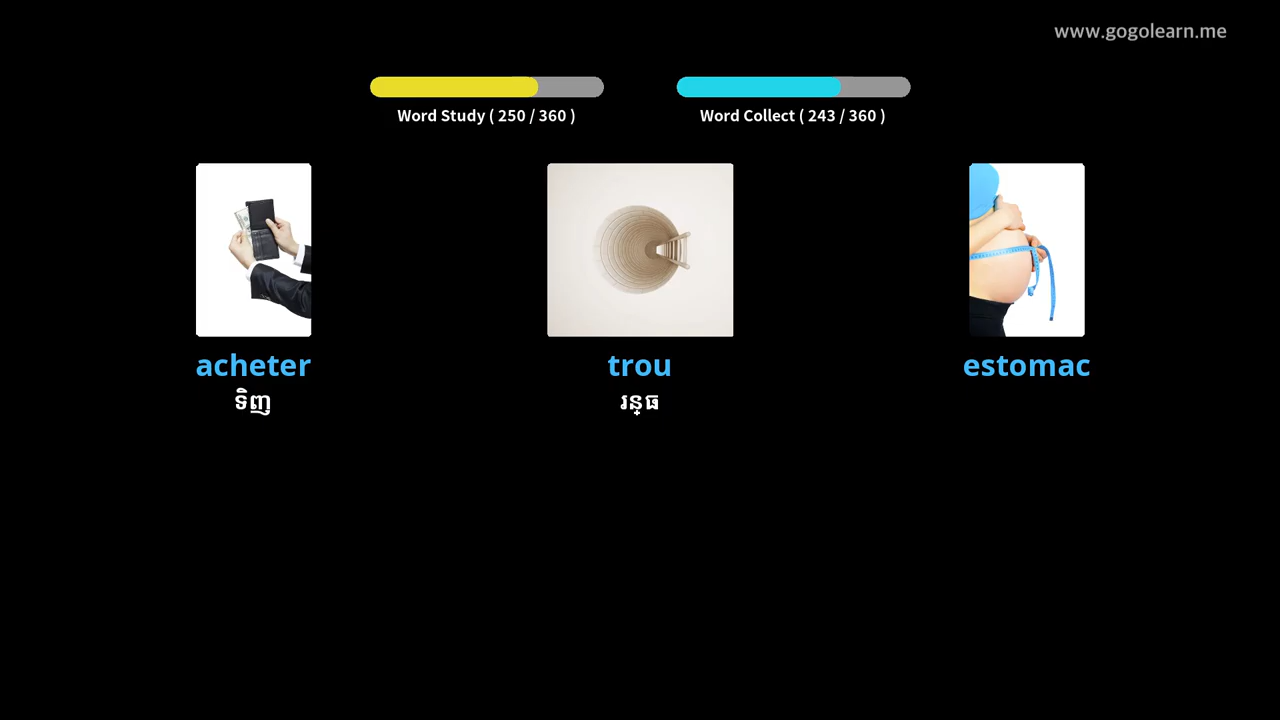 www.gogolearn.me
Word Study ( 250 / 360 )
Word Collect ( 243 / 360 )
acheter
ទិញ
trou
រន្ធ
estomac